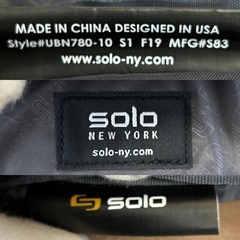 MADE IN CHINA DESIGNED IN USA
Style#UBN780-10 S1 F19 MFG#S83
www.solo-ny.com
solo
NEW YORK
solo-ny.com
solo